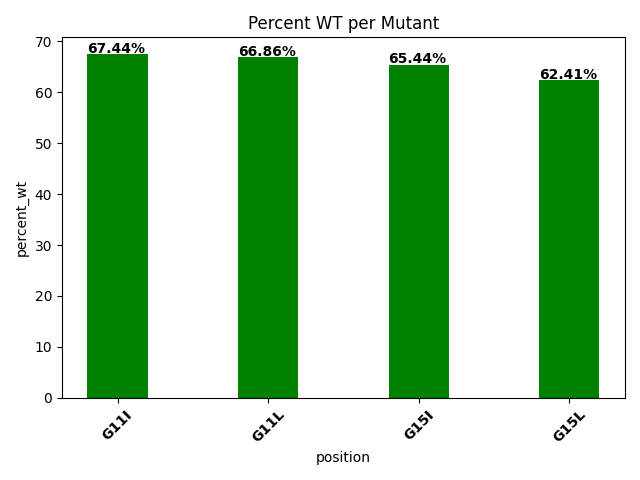 Percent WT per Mutant
67.44%
66.86%
65.44%
62.41%
70
60
50
40
30
20
10
0
percent_wt
G11I
G11L
G15I
G15L
position